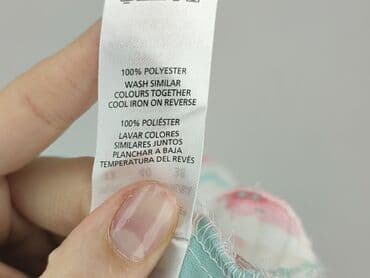 100% POLYESTER
WASH SIMILAR
COLOURS TOGETHER
COOL IRON ON REVERSE
100% POLIÉSTER
LAVAR COLORES
SIMILARES JUNTOS
PLANCHAR A BAJA
TEMPERATURA DEL REVÉS